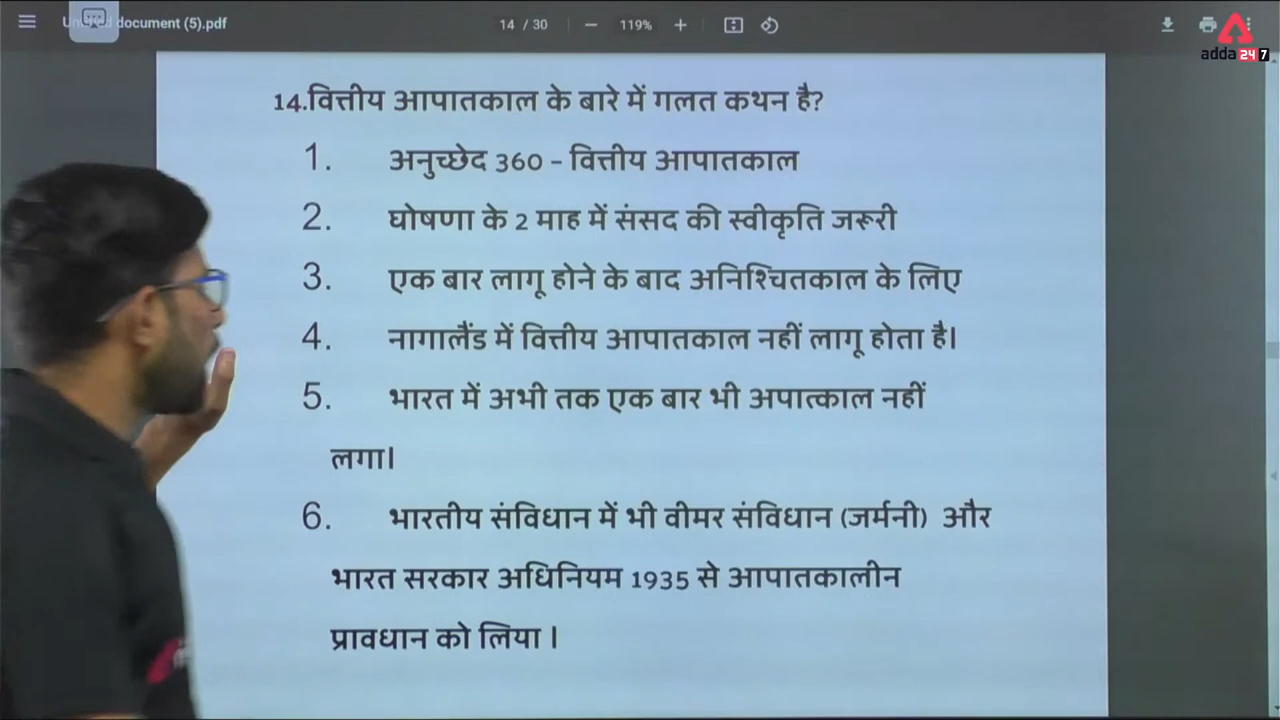 document (5).pdf
14 / 30
119%
adda 24 7
14.वित्तीय आपातकाल के बारे में गलत कथन है?
1. अनुच्छेद 360 – वित्तीय आपातकाल
2. घोषणा के 2 माह में संसद की स्वीकृति जरूरी
3. एक बार लागू होने के बाद अनिश्चितकाल के लिए
4. नागालैंड में वित्तीय आपातकाल नहीं लागू होता है।
5. भारत में अभी तक एक बार भी अपात्काल नहीं
लगा।
6. भारतीय संविधान में भी वीमर संविधान (जर्मनी) और
भारत सरकार अधिनियम 1935 से आपातकालीन
प्रावधान को लिया ।